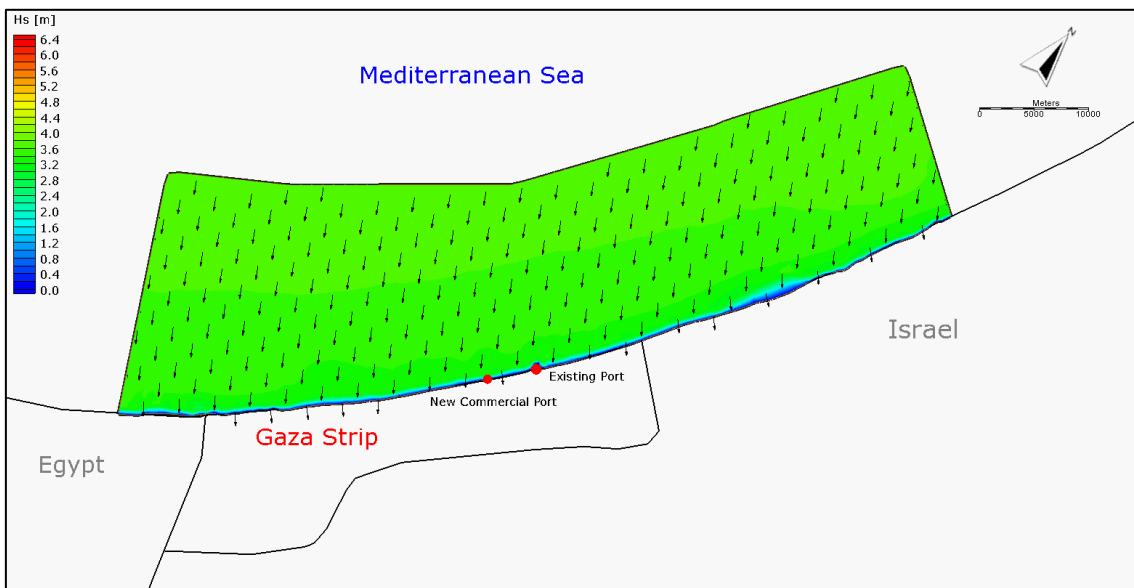 Hs [m]
6.4
6.0
5.6
5.2
4.8
4.4
4.0
3.6
3.2
2.8
2.4
2.0
1.6
1.2
0.8
0.4
0.0
Mediterranean Sea
N
Meters
0 5000 10000
Israel
Existing Port
New Commercial Port
Gaza Strip
Egypt